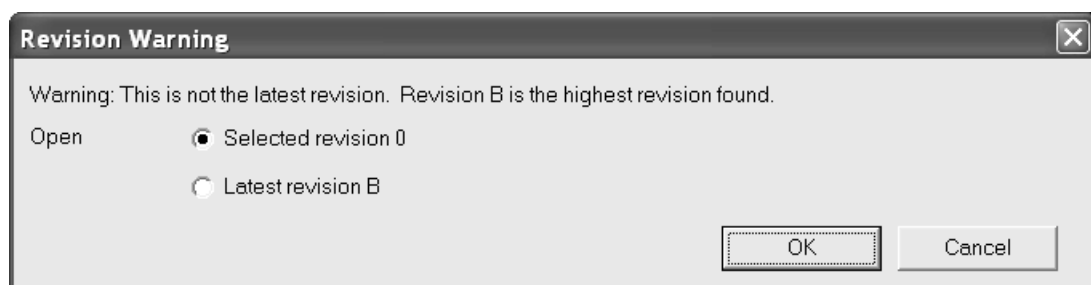 Revision Warning
Warning: This is not the latest revision. Revision B is the highest revision found.
Open
Selected revision 0
Latest revision B
OK
Cancel